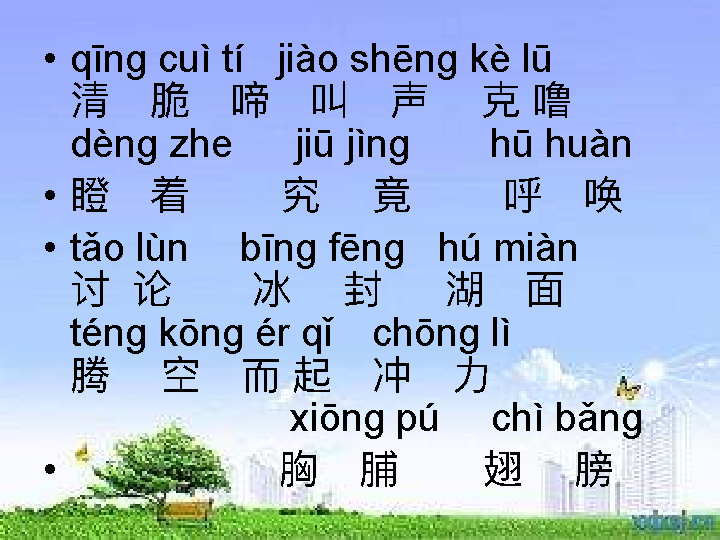 • qīng cuì tí jiào shēng kè lū
清 脆 啼 叫 声 克 噜
dèng zhe jiū jìng hū huàn
• 瞪 着 究 竟 呼 唤
• tǎo lùn bīng fēng hú miàn
讨 论 冰 封 湖 面
téng kōng ér qǐ chōng lì
腾 空 而 起 冲 力
xiōng pú chì bǎng
• 胸 脯 翅 膀